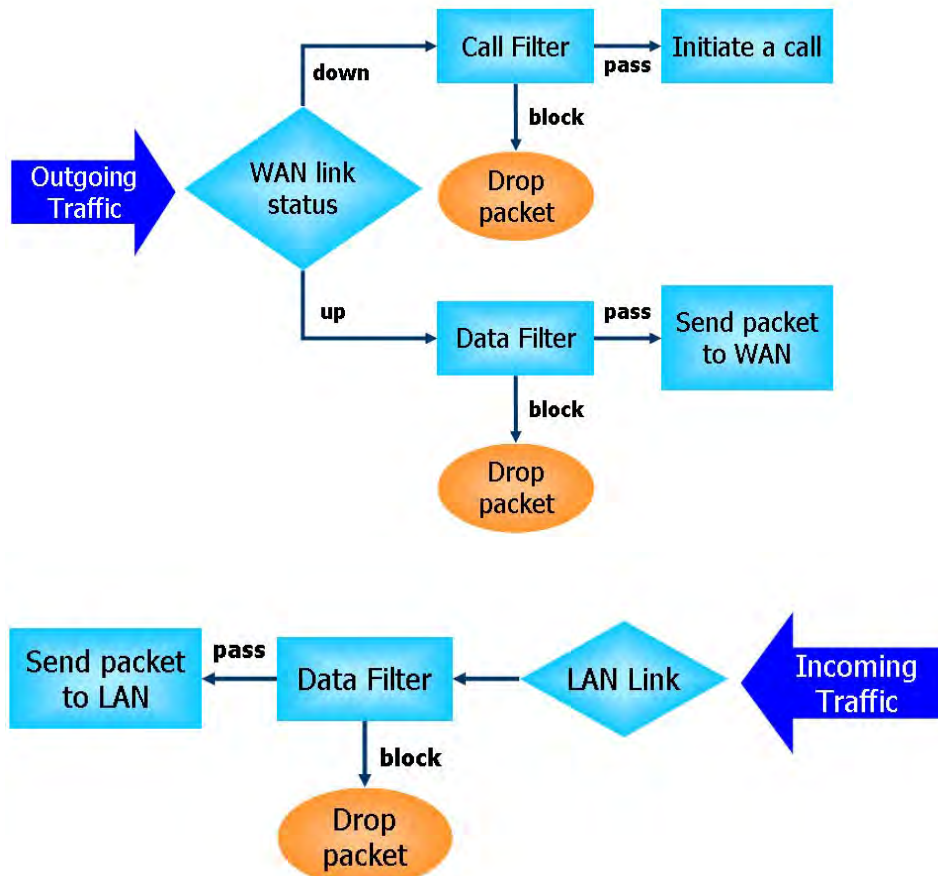 Call Filter
pass
Initiate a call
down
block
Outgoing
Traffic
WAN link
status
Drop
packet
up
Data Filter
pass
Send packet
to WAN
block
Drop
packet
Send packet
to LAN
pass
Data Filter
LAN Link
Incoming
Traffic
block
Drop
packet